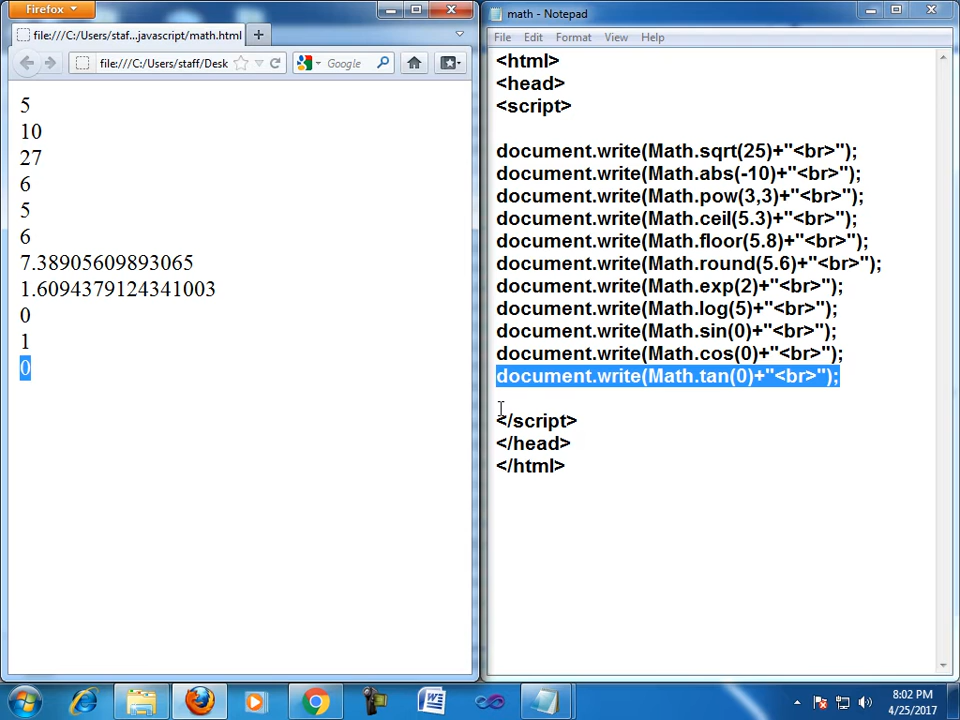 Firefox
file:///C:/Users/staf...javascript/math.html
file:///C:/Users/staff/Desk
Google
5
10
27
6
5
6
7.38905609893065
1.6094379124341003
0
1
0
math - Notepad
File Edit Format View Help
<html>
<head>
<script>
document.write(Math.sqrt(25)+"<br>");
document.write(Math.abs(-10)+"<br>");
document.write(Math.pow(3,3)+"<br>");
document.write(Math.ceil(5.3)+"<br>");
document.write(Math.floor(5.8)+"<br>");
document.write(Math.round(5.6)+"<br>");
document.write(Math.exp(2)+"<br>");
document.write(Math.log(5)+"<br>");
document.write(Math.sin(0)+"<br>");
document.write(Math.cos(0)+"<br>");
document.write(Math.tan(0)+"<br>");
</script>
</head>
</html>
8:02 PM
4/25/2017